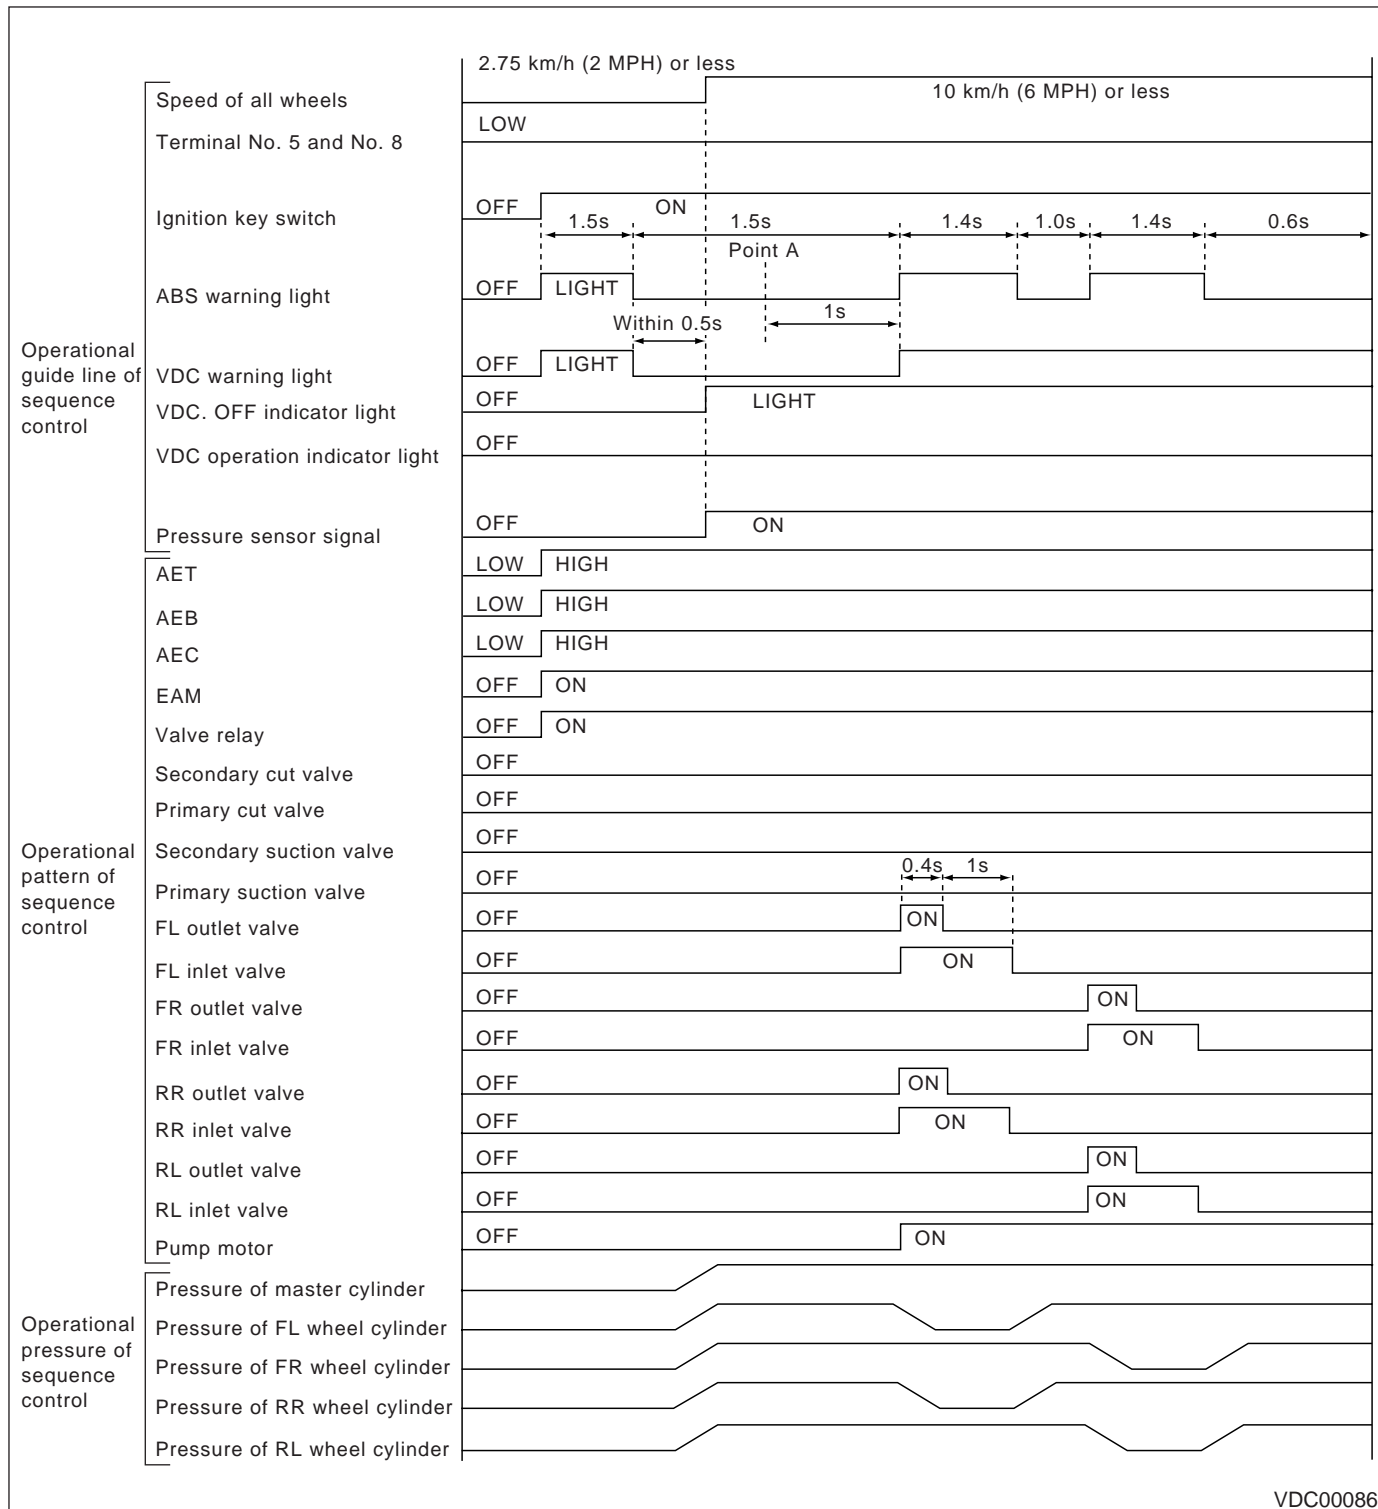 2.75 km/h (2 MPH) or less
Speed of all wheels
10 km/h (6 MPH) or less
LOW
Terminal No. 5 and No. 8
Ignition key switch
OFF
ON
1.5s
1.5s
1.4s
1.0s
1.4s
0.6s
Point A
ABS warning light
OFF
LIGHT
1s
Within 0.5s
Operational
guide line of
sequence
control
VDC warning light
OFF
LIGHT
VDC. OFF indicator light
OFF
LIGHT
VDC operation indicator light
OFF
Pressure sensor signal
OFF
ON
AET
LOW
HIGH
AEB
LOW
HIGH
AEC
LOW
HIGH
EAM
OFF
ON
Valve relay
OFF
ON
Secondary cut valve
OFF
Primary cut valve
OFF
Operational
pattern of
sequence
control
Secondary suction valve
OFF
0.4s
1s
Primary suction valve
OFF
FL outlet valve
OFF
ON
FL inlet valve
OFF
ON
FR outlet valve
OFF
ON
FR inlet valve
OFF
ON
RR outlet valve
OFF
ON
RR inlet valve
OFF
ON
RL outlet valve
OFF
ON
RL inlet valve
OFF
ON
Pump motor
OFF
ON
Operational
pressure of
sequence
control
Pressure of master cylinder
Pressure of FL wheel cylinder
Pressure of FR wheel cylinder
Pressure of RR wheel cylinder
Pressure of RL wheel cylinder
VDC00086